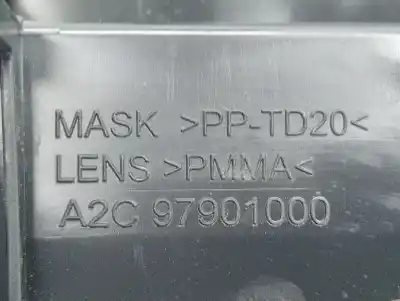 MASK >PP-TD20<
LENS >PMMA<
A2C 97901000